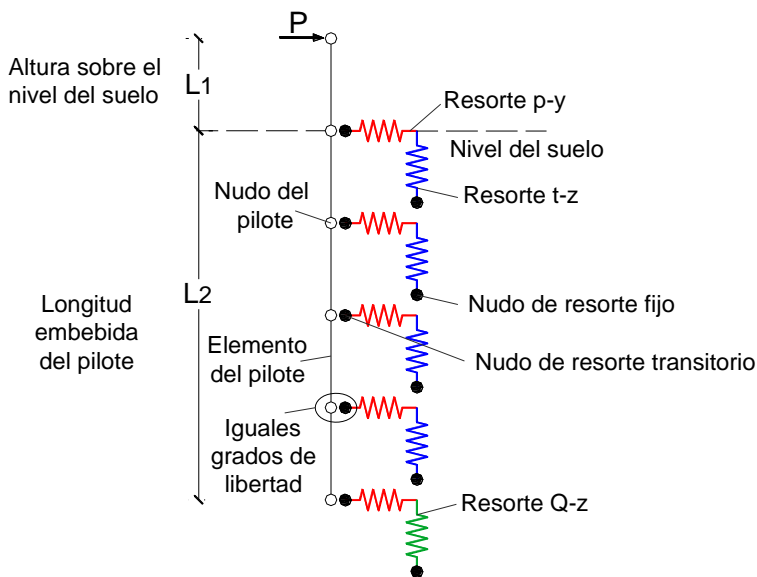 P
Altura sobre el
nivel del suelo
L1
Resorte p-y
Nivel del suelo
Resorte t-z
Nudo del
pilote
L2
Longitud
embebida
del pilote
Nudo de resorte fijo
Elemento
del pilote
Nudo de resorte transitorio
Iguales
grados de
libertad
Resorte Q-z